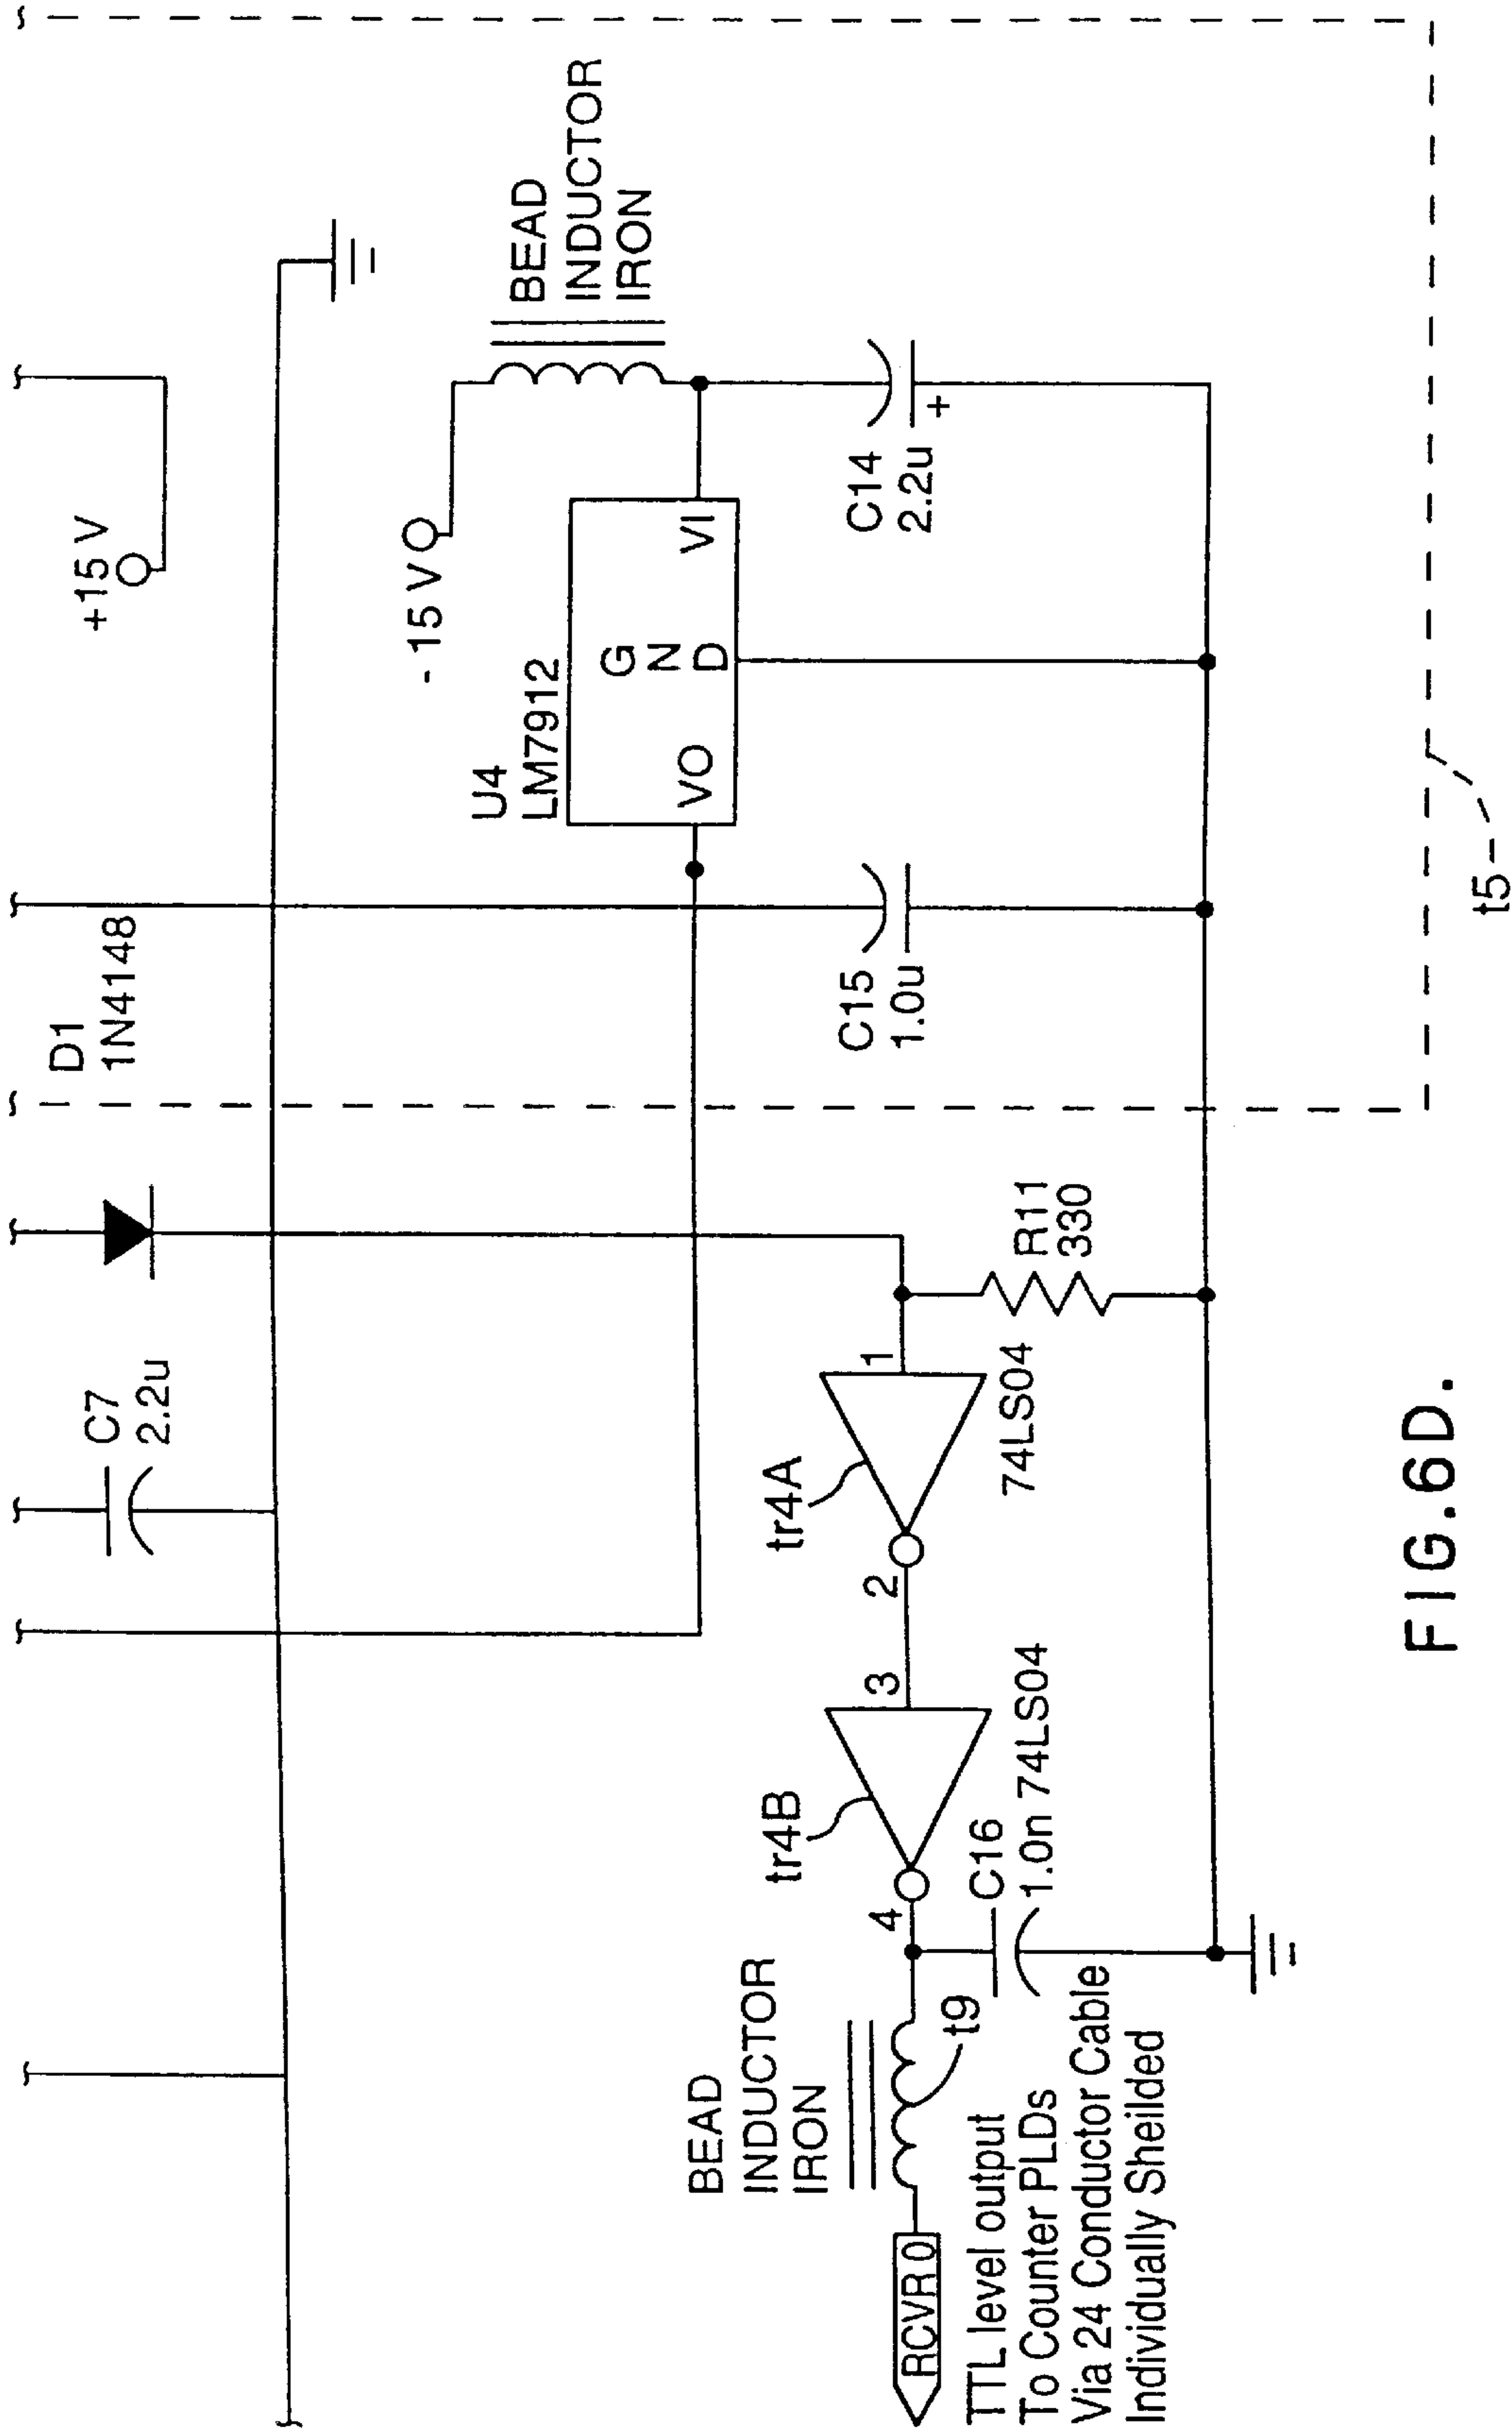 +15 V
D1
1N4148
C7
2.2u
- 15 V
BEAD
INDUCTOR
IRON
U4
LM7912
VO
G
N
D
VI
C14
2.2u
+
C15
1.0u
R11
330
1
tr4A
74LS04
2
3
tr4B
74LS04
4
C16
1.0n
BEAD
INDUCTOR
IRON
t9
RCVR 0
TTL level output
To Counter PLDs
Via 24 Conductor Cable
Individually Sheilded
t5
FIG.6D.